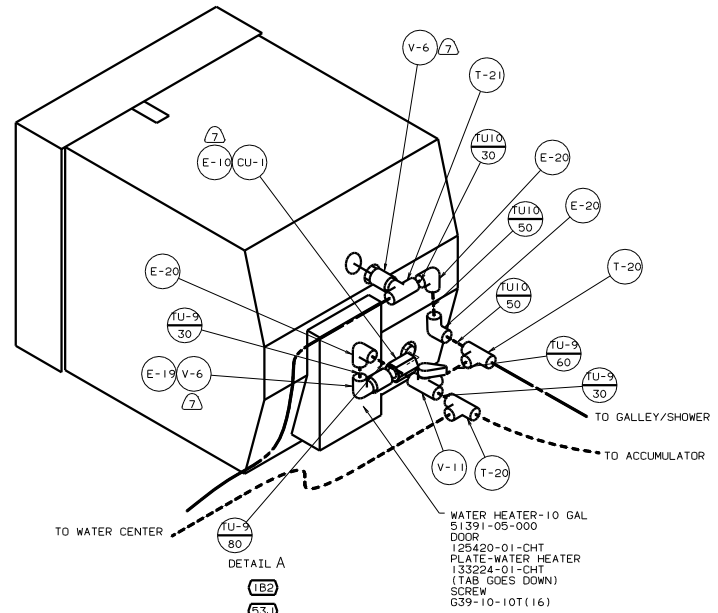 V-6 7
T-21
7
E-10 CU-1
TU10
30
E-20
TU10
50
E-20
E-20
TU10
50
T-20
TU-9
30
TU-9
60
E-19 V-6
7
TU-9
30
TO GALLEY/SHOWER
TO ACCUMULATOR
V-11
T-20
TO WATER CENTER
TU-9
80
WATER HEATER-10 GAL
51391-05-000
DOOR
125420-01-CHT
PLATE-WATER HEATER
133224-01-CHT
(TAB GOES DOWN)
SCREW
G39-10-10T(16)
DETAIL A
1B2
53J